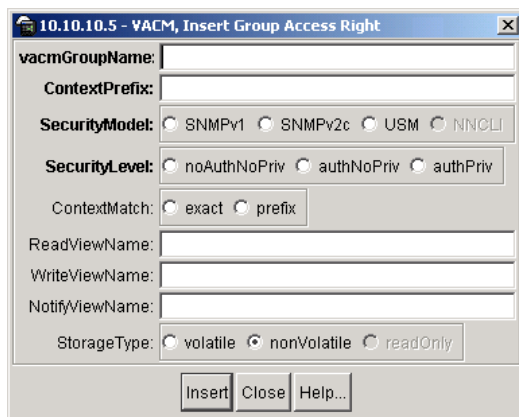 10.10.10.5 - VACM, Insert Group Access Right
vacmGroupName:
ContextPrefix:
SecurityModel: SNMPv1 SNMPv2c USM NNCLI
SecurityLevel: noAuthNoPriv authNoPriv authPriv
ContextMatch: exact prefix
ReadViewName:
WriteViewName:
NotifyViewName:
StorageType: volatile nonVolatile readOnly
Insert Close Help...